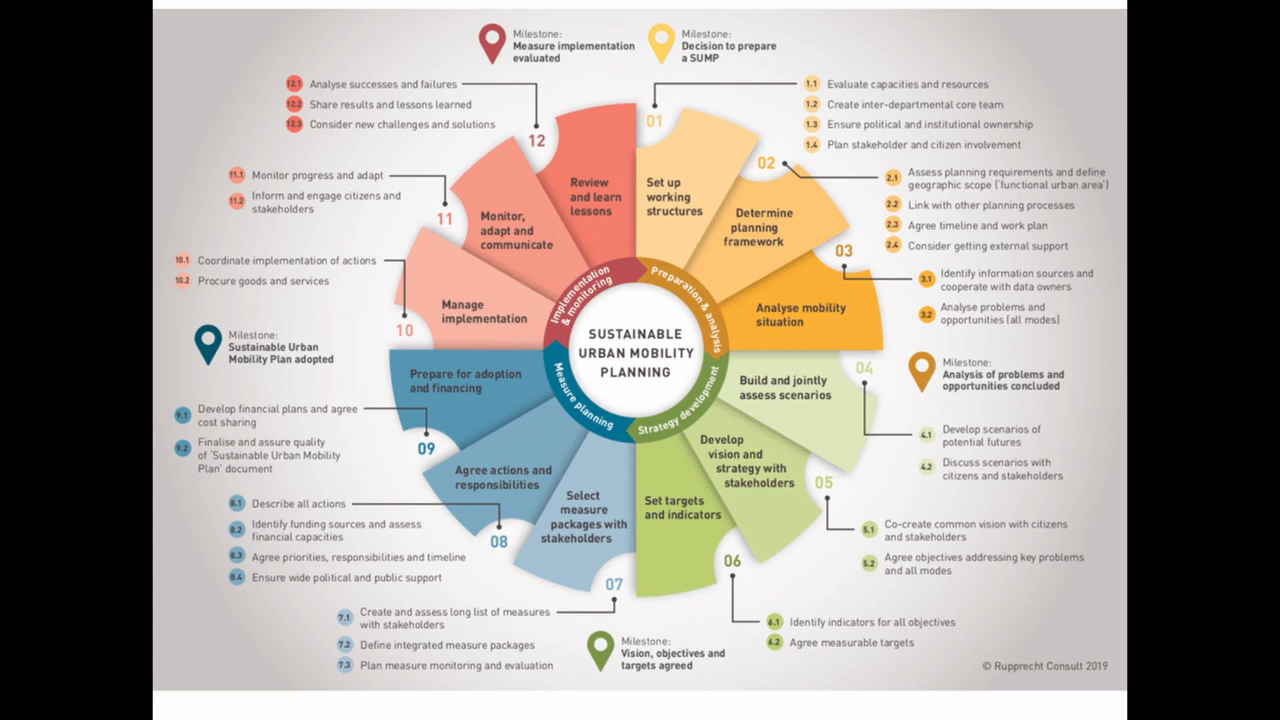 Milestone:
Measure implementation
evaluated
Milestone:
Decision to prepare
a SUMP
12.1 Analyse successes and failures
12.2 Share results and lessons learned
12.3 Consider new challenges and solutions
1.1 Evaluate capacities and resources
1.2 Create inter-departmental core team
1.3 Ensure political and institutional ownership
1.4 Plan stakeholder and citizen involvement
11.1 Monitor progress and adapt
11.2 Inform and engage citizens and
stakeholders
2.1 Assess planning requirements and define
geographic scope ('functional urban area')
2.2 Link with other planning processes
2.3 Agree timeline and work plan
2.4 Consider getting external support
10.1 Coordinate implementation of actions
10.2 Procure goods and services
3.1 Identify information sources and
cooperate with data owners
3.2 Analyse problems and
opportunities (all modes)
Milestone:
Sustainable Urban
Mobility Plan adopted
Milestone:
Analysis of problems and
opportunities concluded
9.1 Develop financial plans and agree
cost sharing
9.2 Finalise and assure quality
of 'Sustainable Urban Mobility
Plan' document
4.1 Develop scenarios of
potential futures
4.2 Discuss scenarios with
citizens and stakeholders
8.1 Describe all actions
8.2 Identify funding sources and assess
financial capacities
8.3 Agree priorities, responsibilities and timeline
8.4 Ensure wide political and public support
5.1 Co-create common vision with citizens
and stakeholders
5.2 Agree objectives addressing key problems
and all modes
7.1 Create and assess long list of measures
with stakeholders
7.2 Define integrated measure packages
7.3 Plan measure monitoring and evaluation
Milestone:
Vision, objectives and
targets agreed
6.1 Identify indicators for all objectives
6.2 Agree measurable targets
01
Set up
working
structures
02
Determine
planning
framework
03
Analyse mobility
situation
04
Build and jointly
assess scenarios
05
Develop
vision and
strategy with
stakeholders
06
Set targets
and indicators
07
Select
measure
packages with
stakeholders
08
Agree actions and
responsibilities
09
Prepare for adoption
and financing
10
Manage
implementation
11
Monitor,
adapt and
communicate
12
Review
and learn
lessons
Preparation & analysis
Strategy development
Measure planning
Implementation
& monitoring
SUSTAINABLE
URBAN MOBILITY
PLANNING
© Rupprecht Consult 2019